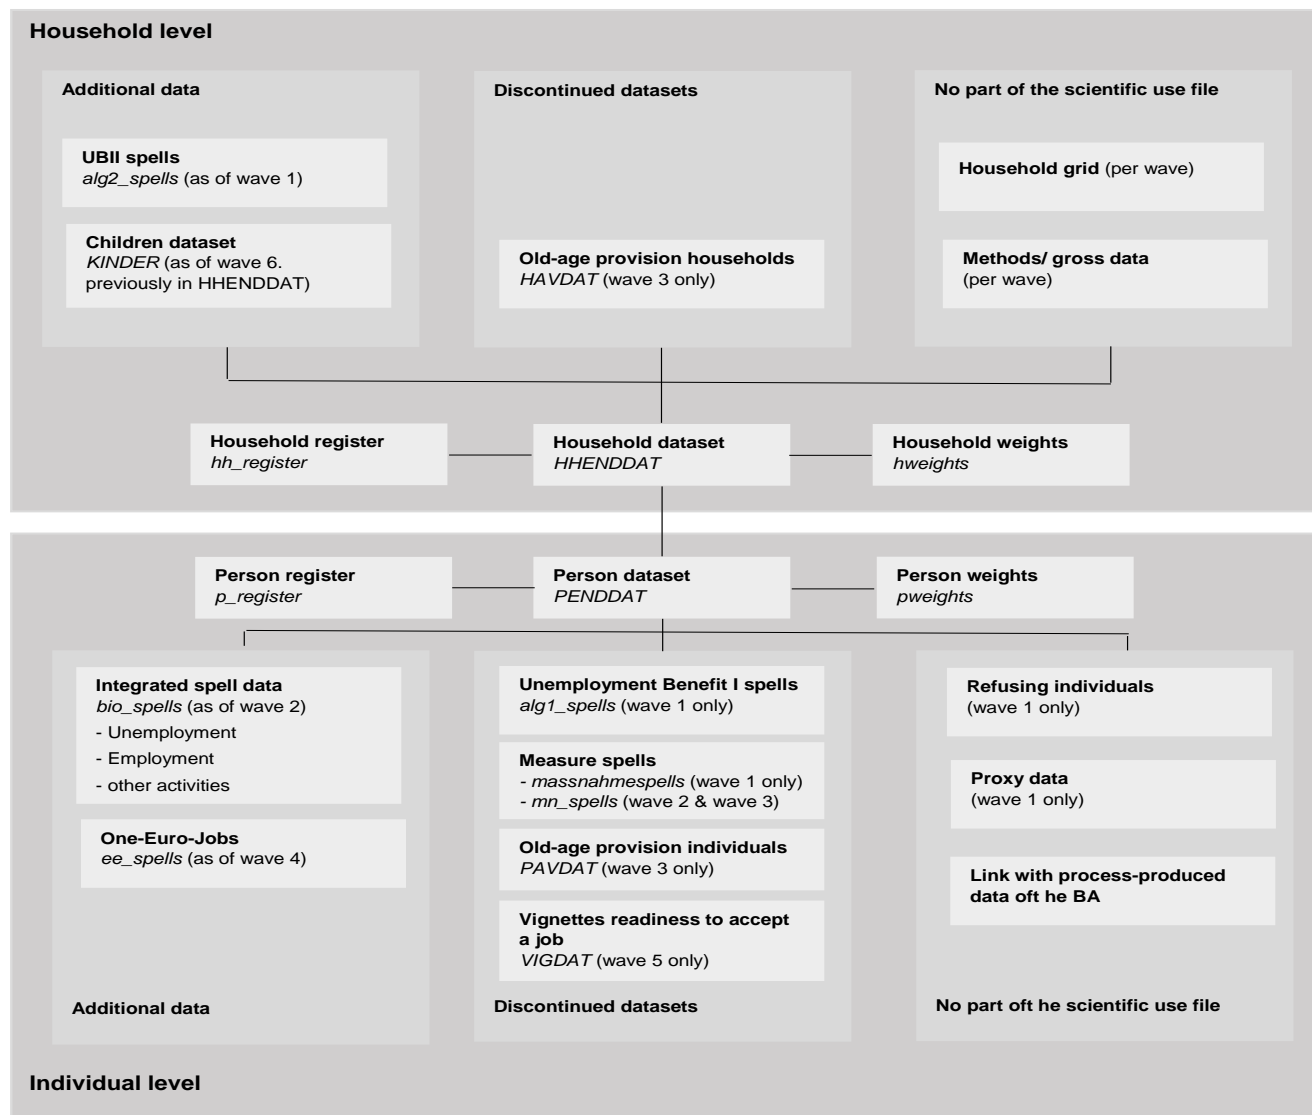 Household level
Additional data
UBII spells
alg2_spells (as of wave 1)
Children dataset
KINDER (as of wave 6.
previously in HHENDDAT)
Discontinued datasets
Old-age provision households
HAVDAT (wave 3 only)
No part of the scientific use file
Household grid (per wave)
Methods/ gross data
(per wave)
Household register
hh_register
Household dataset
HHENDDAT
Household weights
hweights
Person register
p_register
Person dataset
PENDDAT
Person weights
pweights
Integrated spell data
bio_spells (as of wave 2)
- Unemployment
- Employment
- other activities
One-Euro-Jobs
ee_spells (as of wave 4)
Additional data
Unemployment Benefit I spells
alg1_spells (wave 1 only)
Measure spells
- massnahmespells (wave 1 only)
- mn_spells (wave 2 & wave 3)
Old-age provision individuals
PAVDAT (wave 3 only)
Vignettes readiness to accept
a job
VIGDAT (wave 5 only)
Discontinued datasets
Refusing individuals
(wave 1 only)
Proxy data
(wave 1 only)
Link with process-produced
data oft he BA
No part oft he scientific use file
Individual level